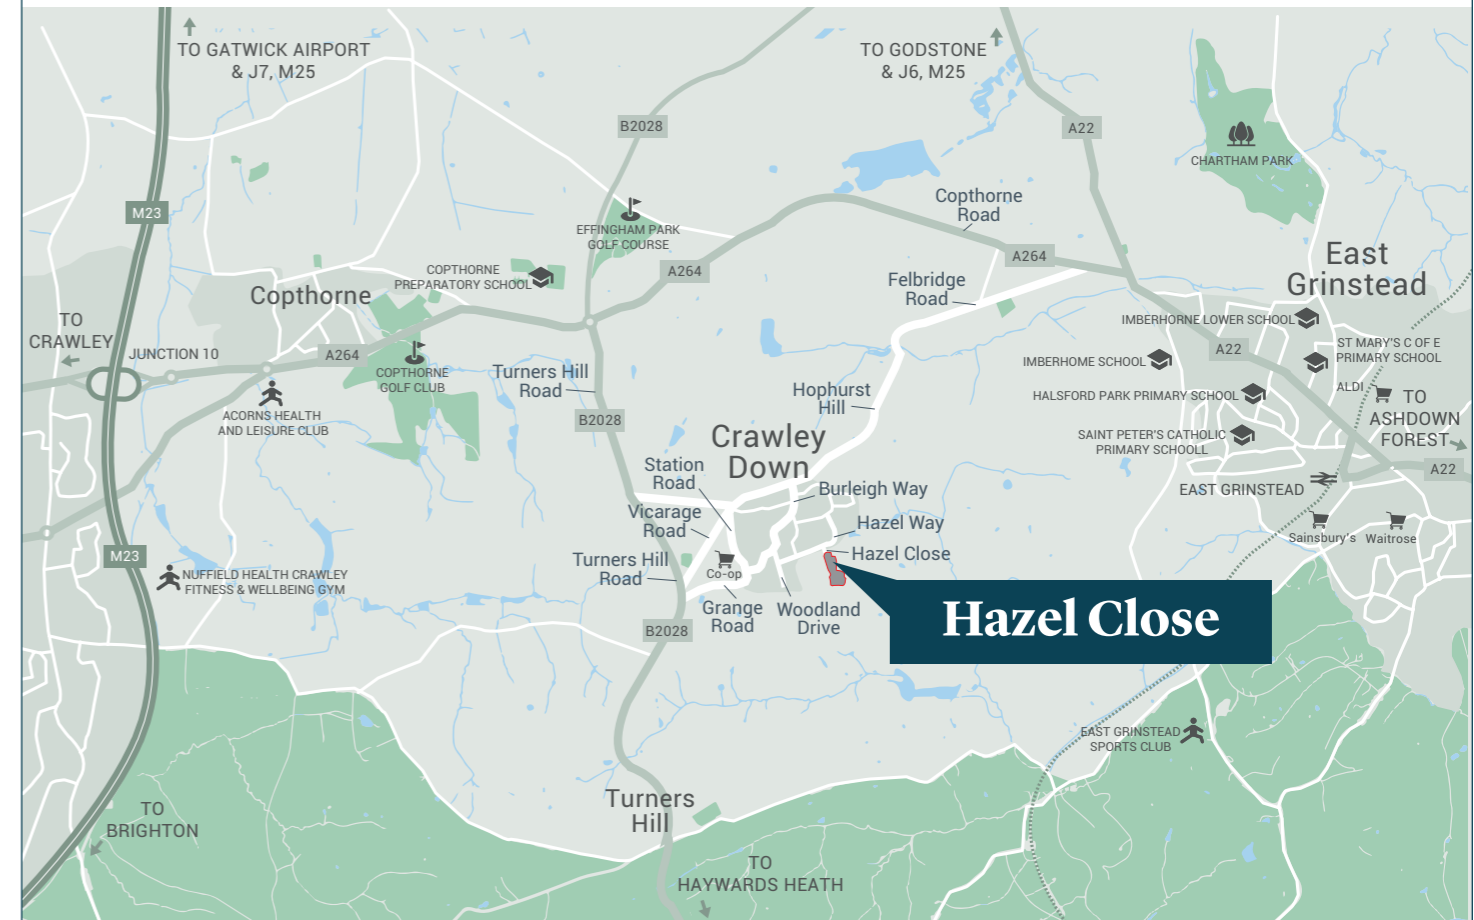 TO GATWICK AIRPORT
& J7, M25
TO GODSTONE
& J6, M25
B2028
A22
CHARTHAM PARK
M23
Copthorne
Road
EFFINGHAM PARK
GOLF COURSE
A264
A264
East
Grinstead
COPTHORNE
PREPARATORY SCHOOL
Felbridge
Road
Copthorne
TO
CRAWLEY
JUNCTION 10
A264
IMBERHORNE LOWER SCHOOL
A22
ST MARY'S C OF E
PRIMARY SCHOOL
IMBERHOME SCHOOL
COPTHORNE
GOLF CLUB
Turners Hill
Road
Hophurst
Hill
HALSFORD PARK PRIMARY SCHOOL
ALDI
TO
ASHDOWN
FOREST
ACORNS HEALTH
AND LEISURE CLUB
B2028
Crawley
Down
SAINT PETER'S CATHOLIC
PRIMARY SCHOOLL
A22
Station
Road
Burleigh Way
EAST GRINSTEAD
Vicarage
Road
Hazel Way
Sainsbury's
Waitrose
M23
Hazel Close
Turners Hill
Road
Co-op
NUFFIELD HEALTH CRAWLEY
FITNESS & WELLBEING GYM
Grange
Road
Woodland
Drive
Hazel Close
B2028
EAST GRINSTEAD
SPORTS CLUB
Turners
Hill
TO
BRIGHTON
TO
HAYWARDS HEATH